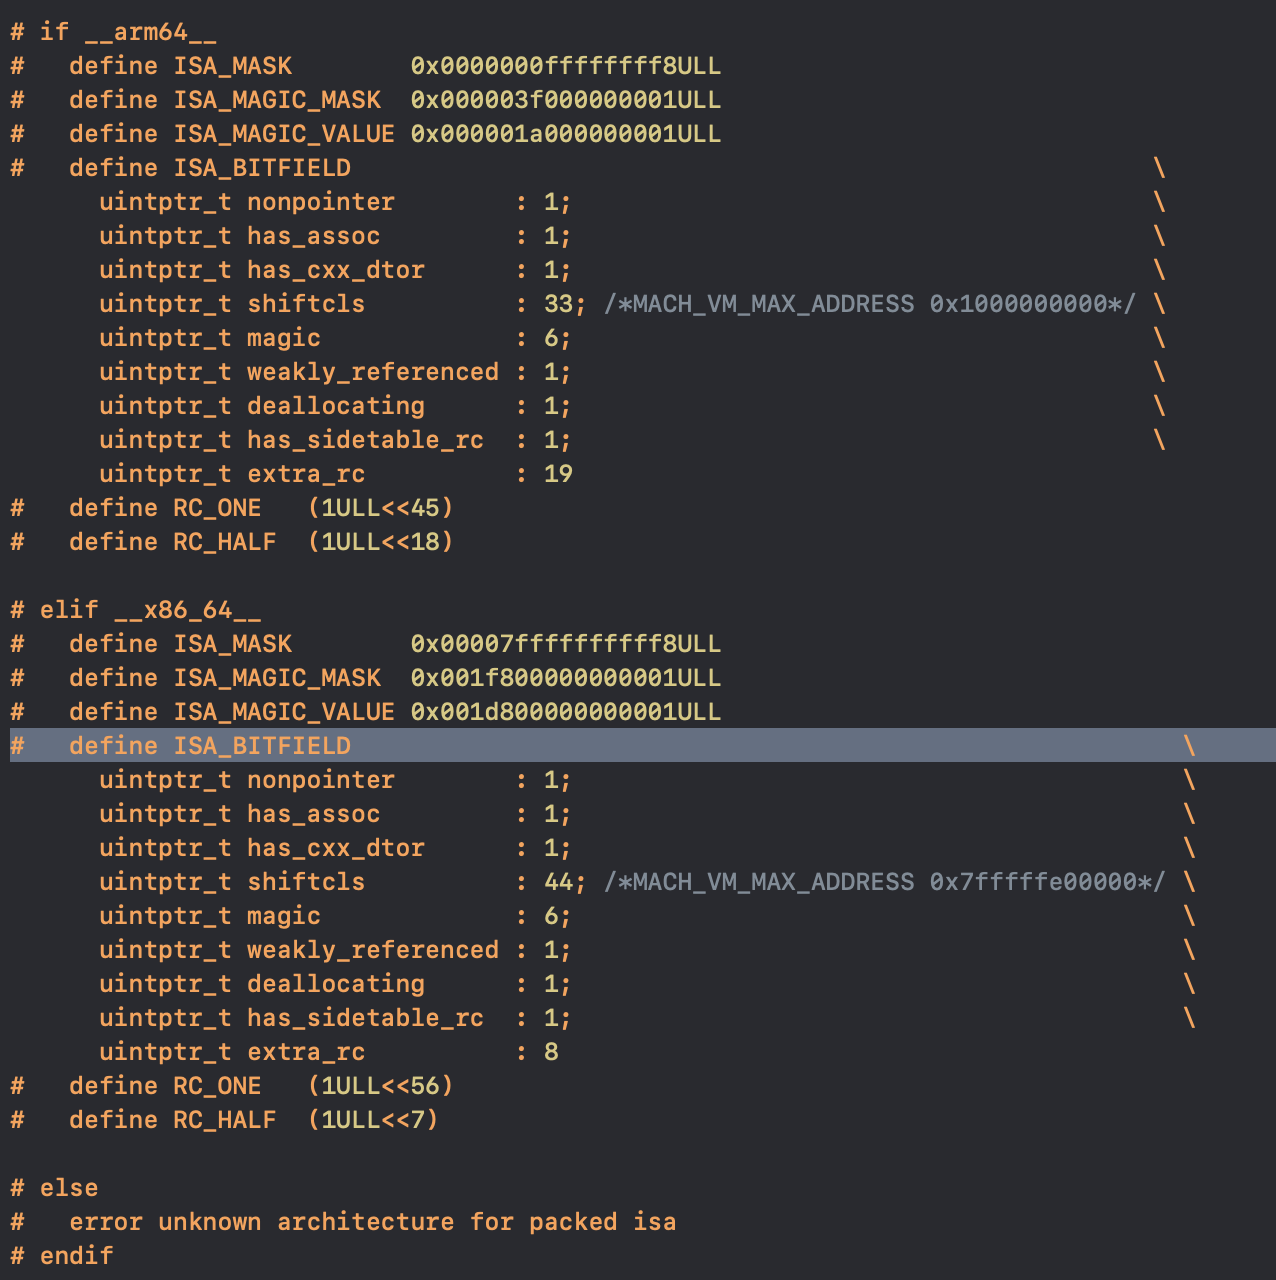 # if __arm64__
#   define ISA_MASK        0x0000000ffffffff8ULL
#   define ISA_MAGIC_MASK  0x000003f000000001ULL
#   define ISA_MAGIC_VALUE 0x000001a000000001ULL
#   define ISA_BITFIELD                                                      \
      uintptr_t nonpointer        : 1;                                       \
      uintptr_t has_assoc         : 1;                                       \
      uintptr_t has_cxx_dtor      : 1;                                       \
      uintptr_t shiftcls          : 33; /*MACH_VM_MAX_ADDRESS 0x1000000000*/ \
      uintptr_t magic             : 6;                                       \
      uintptr_t weakly_referenced : 1;                                       \
      uintptr_t deallocating      : 1;                                       \
      uintptr_t has_sidetable_rc  : 1;                                       \
      uintptr_t extra_rc          : 19
#   define RC_ONE   (1ULL<<45)
#   define RC_HALF  (1ULL<<18)

# elif __x86_64__
#   define ISA_MASK        0x00007ffffffffff8ULL
#   define ISA_MAGIC_MASK  0x001f800000000001ULL
#   define ISA_MAGIC_VALUE 0x001d800000000001ULL
#   define ISA_BITFIELD                                                        \
      uintptr_t nonpointer        : 1;                                         \
      uintptr_t has_assoc         : 1;                                         \
      uintptr_t has_cxx_dtor      : 1;                                         \
      uintptr_t shiftcls          : 44; /*MACH_VM_MAX_ADDRESS 0x7fffffe00000*/ \
      uintptr_t magic             : 6;                                         \
      uintptr_t weakly_referenced : 1;                                         \
      uintptr_t deallocating      : 1;                                         \
      uintptr_t has_sidetable_rc  : 1;                                         \
      uintptr_t extra_rc          : 8
#   define RC_ONE   (1ULL<<56)
#   define RC_HALF  (1ULL<<7)

# else
#   error unknown architecture for packed isa
# endif